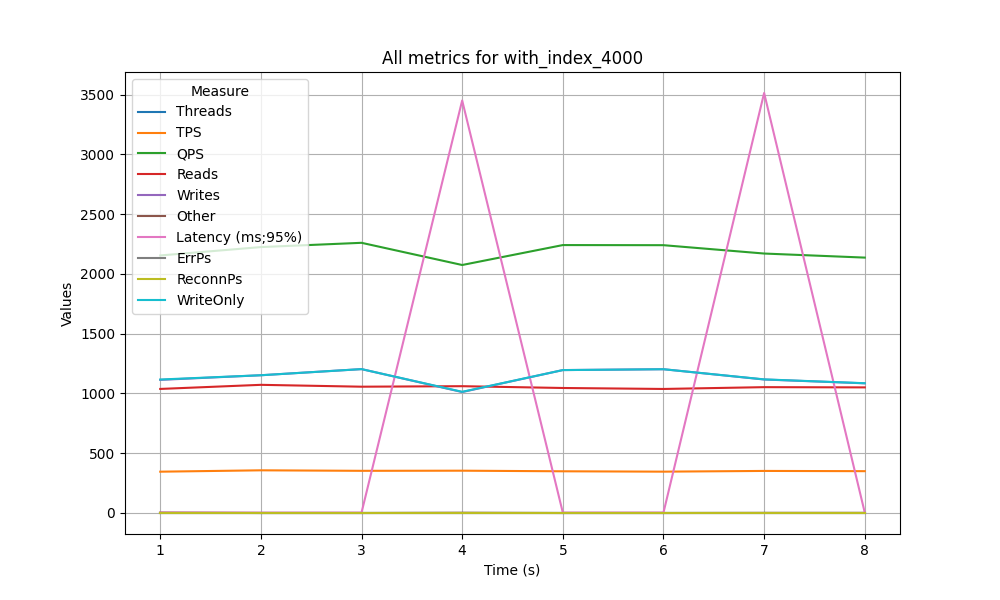 All metrics for with_index_4000
Measure
Threads
TPS
QPS
Reads
Writes
Other
Latency (ms;95%)
ErrPs
ReconnPs
WriteOnly
Values
3500
3000
2500
2000
1500
1000
500
0
1 2 3 4 5 6 7 8
Time (s)